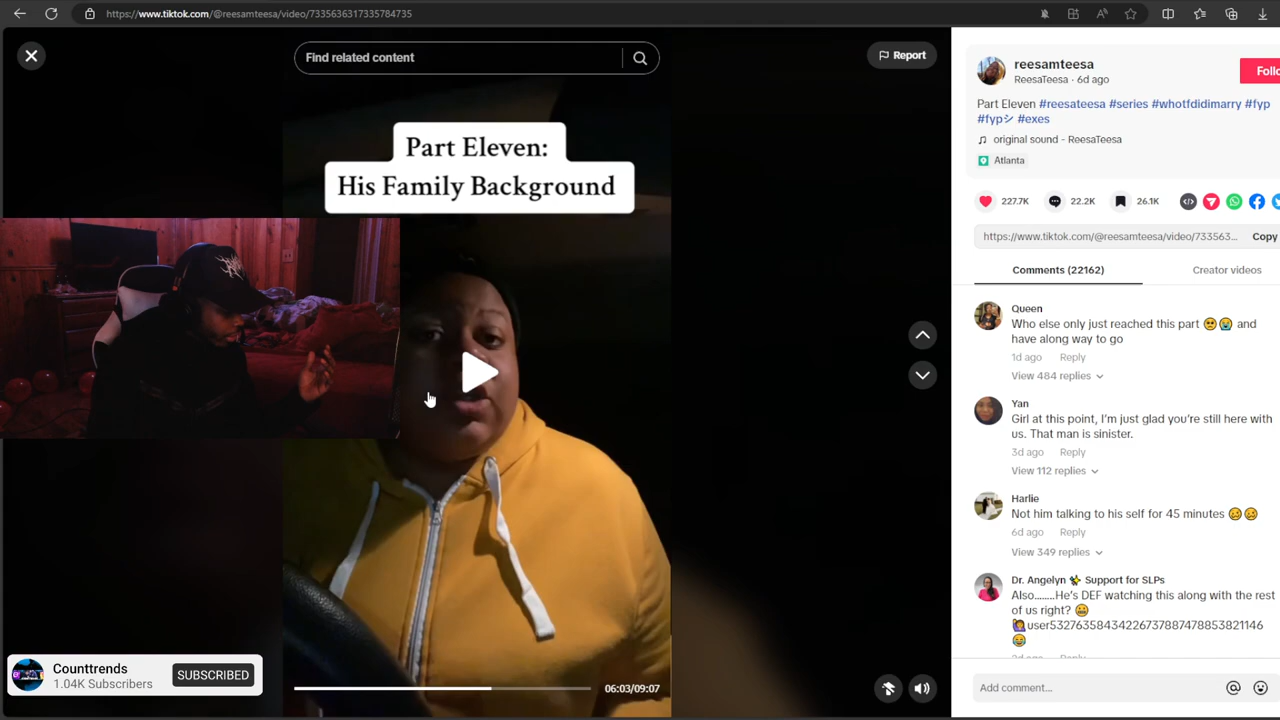 https://www.tiktok.com/@reesamteesa/video/7335636317335784735
Find related content
Report
Part Eleven:
His Family Background
06:03/09:07
Counttrends
1.04K Subscribers
SUBSCRIBED
reesamteesa
ReesaTeesa · 6d ago
Follo
Part Eleven #reesateesa #series #whotfdidimarry #fyp
#fypシ #exes
original sound - ReesaTeesa
Atlanta
227.7K
22.2K
26.1K
https://www.tiktok.com/@reesamteesa/video/733563...
Copy
Comments (22162)
Creator videos
Queen
Who else only just reached this part 🥹😭 and
have along way to go
1d ago Reply
View 484 replies
Yan
Girl at this point, I'm just glad you're still here with
us. That man is sinister.
3d ago Reply
View 112 replies
Harlie
Not him talking to his self for 45 minutes 😖😖
6d ago Reply
View 349 replies
Dr. Angelyn ✨ Support for SLPs
Also........He's DEF watching this along with the rest
of us right? 😬
🙋user5327635843422673787478853821146
😂
Add comment...